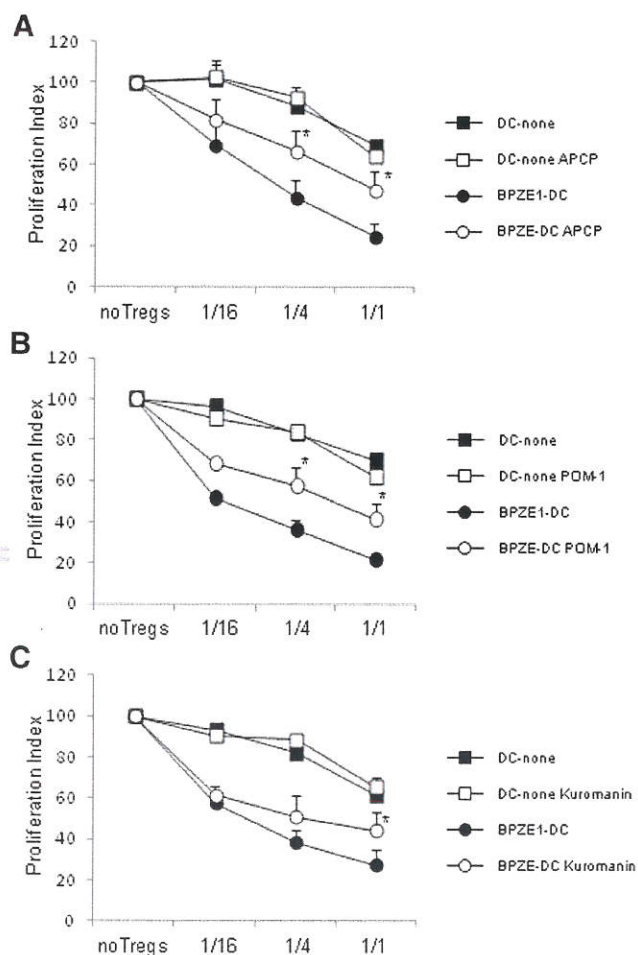 A
120
100
80
60
40
20
0
Proliferation Index
*
*
noTregs 1/16 1/4 1/1
DC-none
DC-none APCP
BPZE1-DC
BPZE-DC APCP
B
120
100
80
60
40
20
0
Proliferation Index
*
*
noTregs 1/16 1/4 1/1
DC-none
DC-none POM-1
BPZE1-DC
BPZE-DC POM-1
C
120
100
80
60
40
20
0
Proliferation Index
*
noTregs 1/16 1/4 1/1
DC-none
DC-none Kuromanin
BPZE1-DC
BPZE-DC Kuromanin